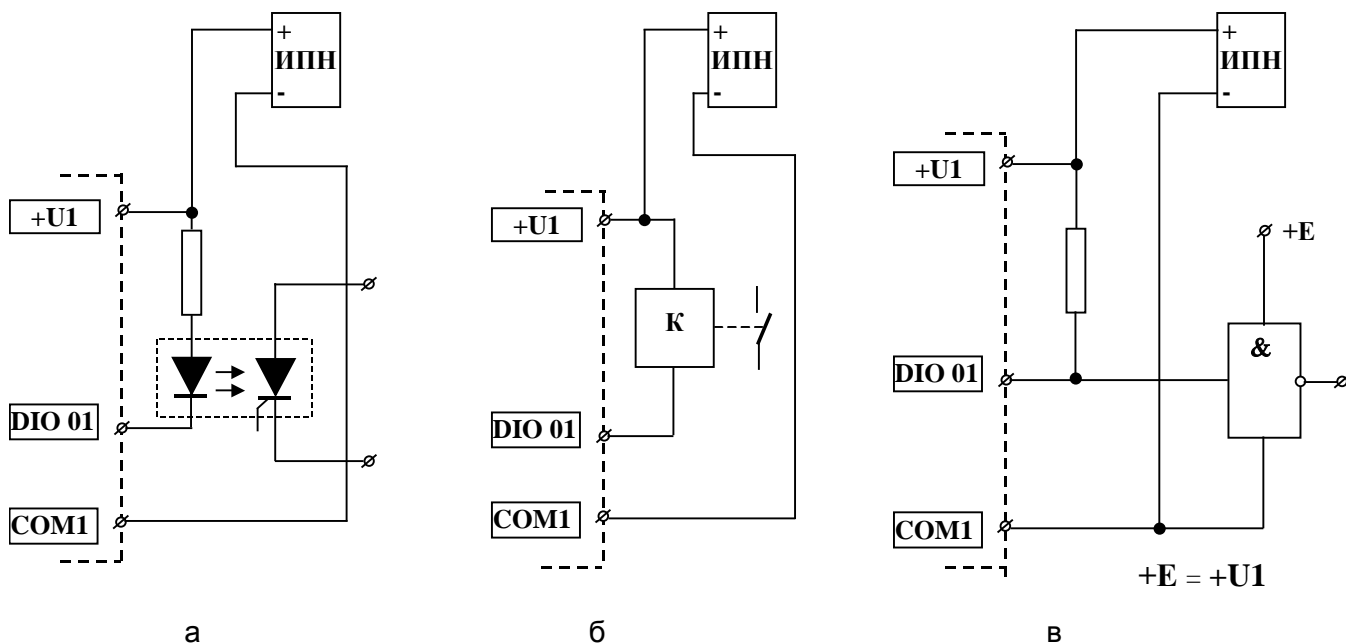 +
ИПН
-
+U1
DIO 01
COM1
а
+
ИПН
-
+U1
К
DIO 01
COM1
б
+
ИПН
-
+U1
+E
&
DIO 01
COM1
+E = +U1
в